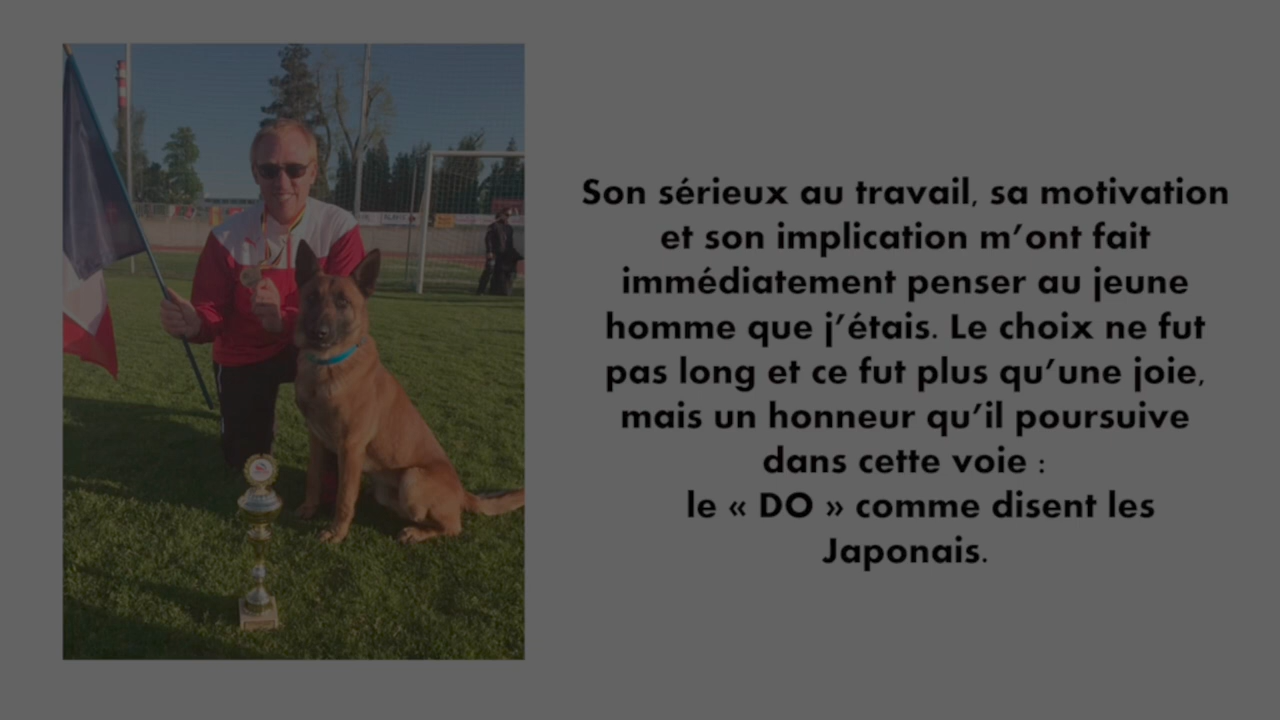 Son sérieux au travail, sa motivation
et son implication m’ont fait
immédiatement penser au jeune
homme que j’étais. Le choix ne fut
pas long et ce fut plus qu’une joie,
mais un honneur qu’il poursuive
dans cette voie :
le « DO » comme disent les
Japonais.